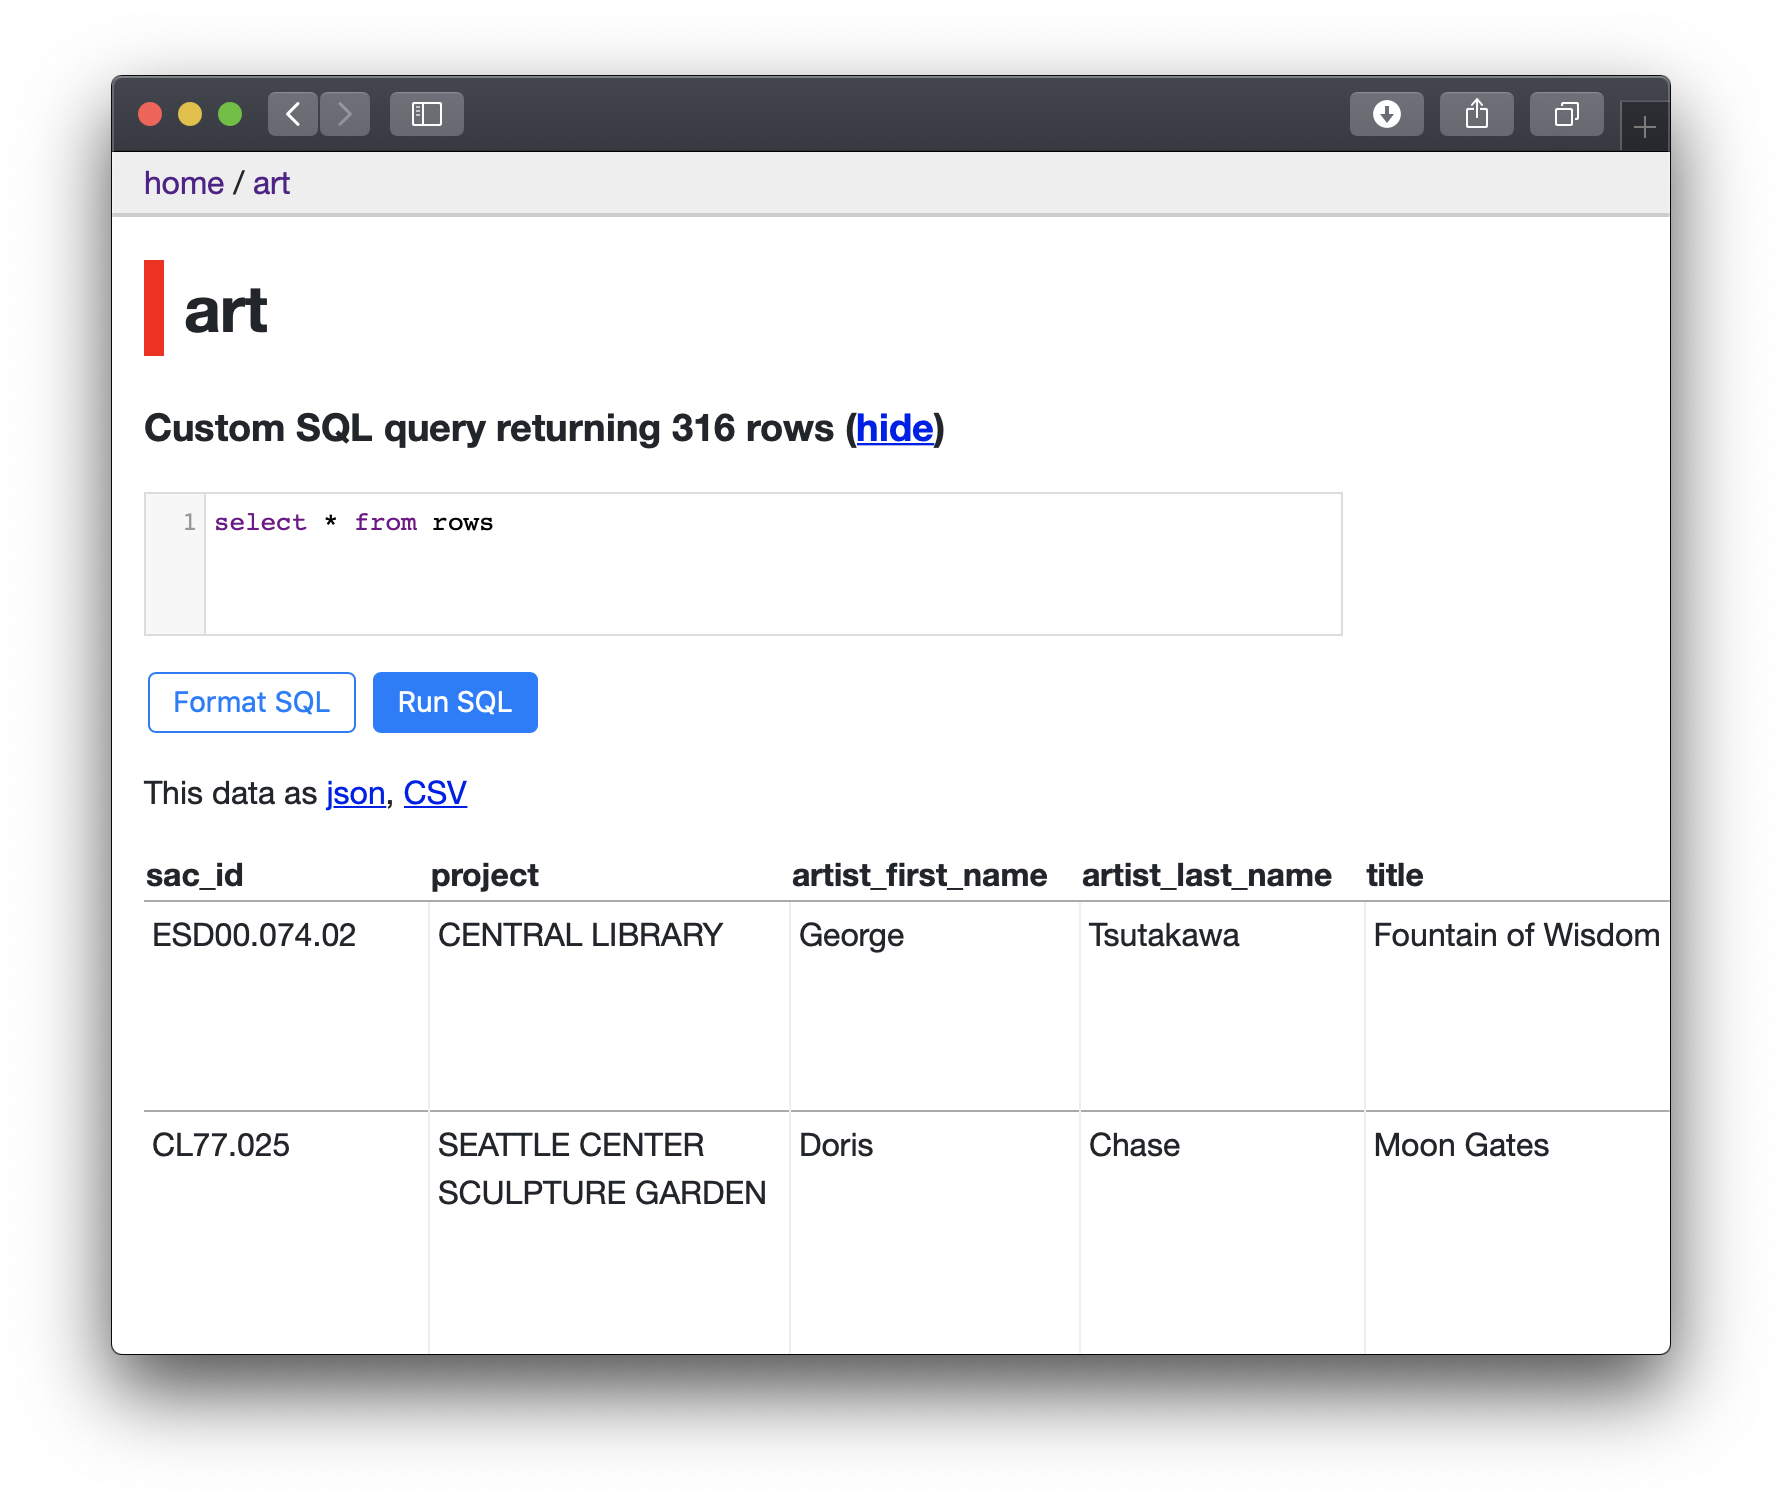 home / art
art
Custom SQL query returning 316 rows (hide)
1 select * from rows
Format SQL Run SQL
This data as json, CSV
sac_id project artist_first_name artist_last_name title
ESD00.074.02 CENTRAL LIBRARY George Tsutakawa Fountain of Wisdom
CL77.025 SEATTLE CENTER Doris Chase Moon Gates
SCULPTURE GARDEN